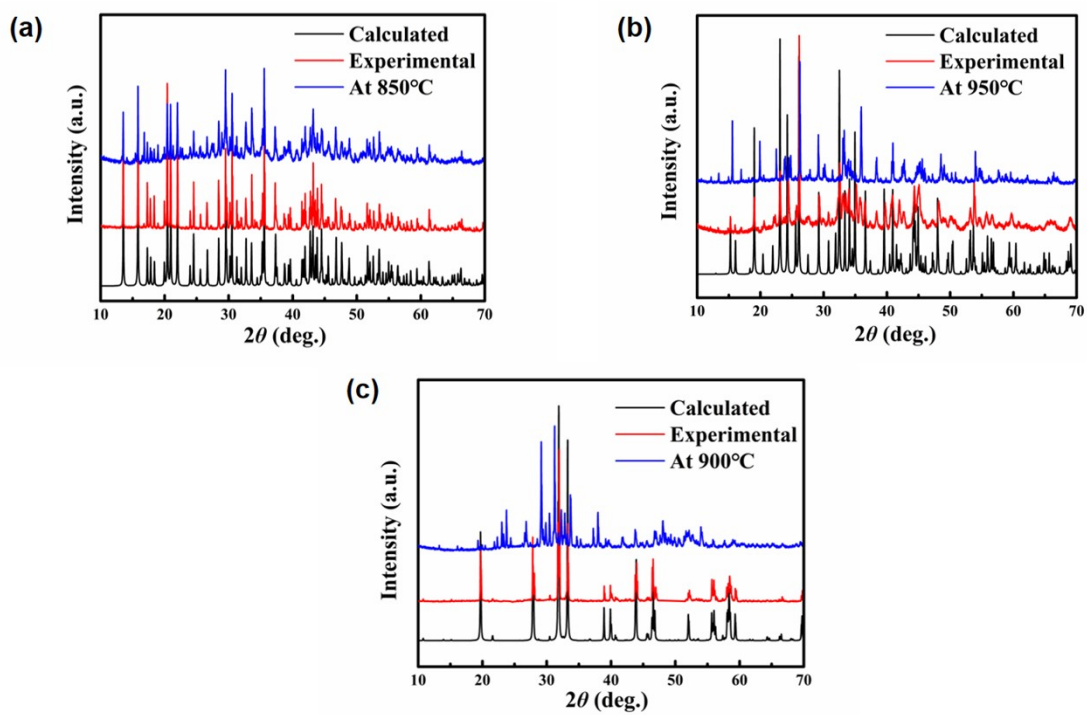 (a)
Calculated
Experimental
At 850°C
Intensity (a.u.)
10 20 30 40 50 60 70
2θ (deg.)
(b)
Calculated
Experimental
At 950°C
Intensity (a.u.)
10 20 30 40 50 60 70
2θ (deg.)
(c)
Calculated
Experimental
At 900°C
Intensity (a.u.)
10 20 30 40 50 60 70
2θ (deg.)